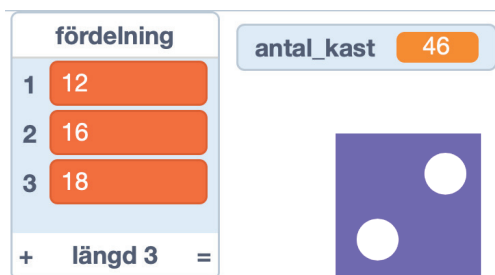 fördelning
1 12
2 16
3 18
+ längd 3 =
antal_kast 46